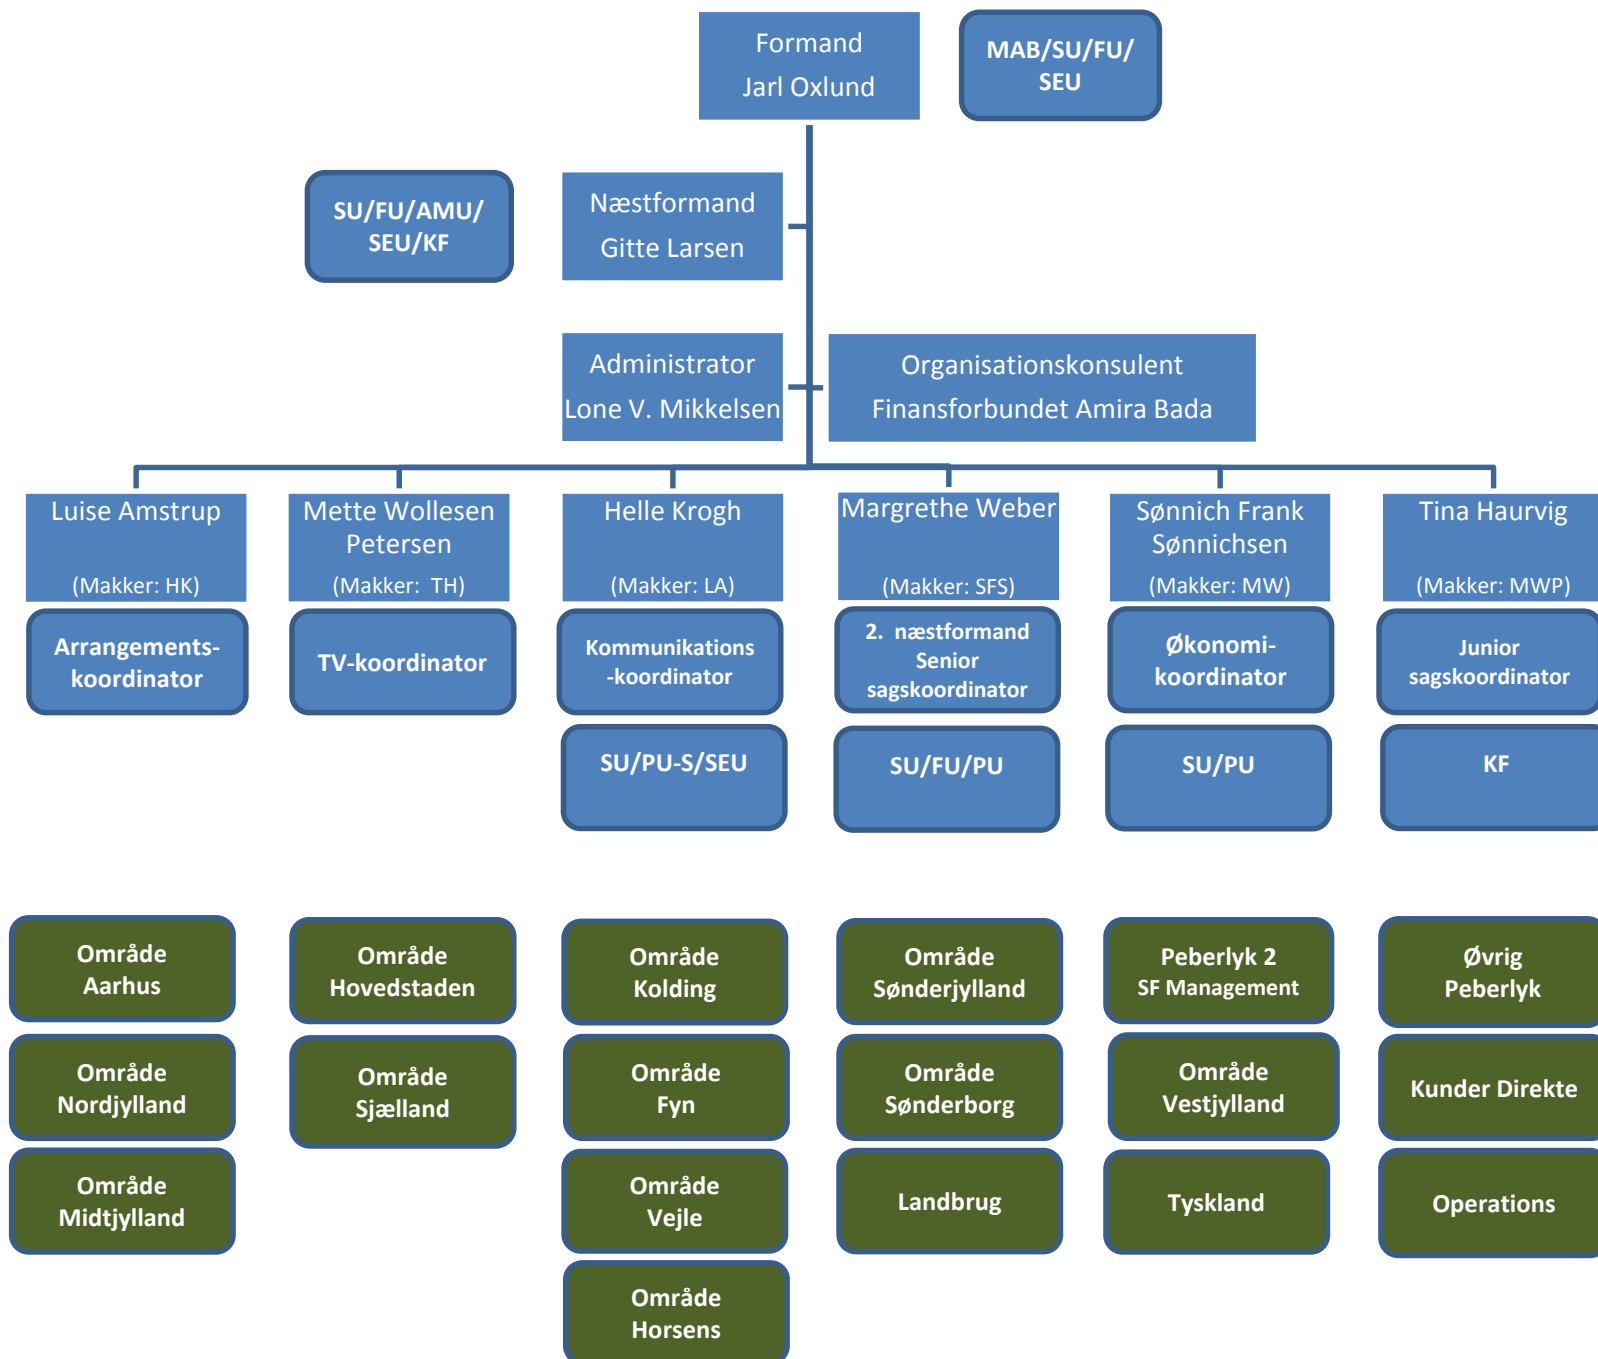 Formand
Jarl Oxlund
MAB/SU/FU/
SEU
SU/FU/AMU/
SEU/KF
Næstformand
Gitte Larsen
Administrator
Lone V. Mikkelsen
Organisationskonsulent
Finansforbundet Amira Bada
Luise Amstrup
(Makker: HK)
Arrangements-
koordinator
Mette Wollesen
Petersen
(Makker:  TH)
TV-koordinator
Helle Krogh
(Makker: LA)
Kommunikations
-koordinator
SU/PU-S/SEU
Margrethe Weber
(Makker: SFS)
2.  næstformand
Senior
sagskoordinator
SU/FU/PU
Sønnich Frank
Sønnichsen
(Makker: MW)
Økonomi-
koordinator
SU/PU
Tina Haurvig
(Makker: MWP)
Junior
sagskoordinator
KF
Område
Aarhus
Område
Nordjylland
Område
Midtjylland
Område
Hovedstaden
Område
Sjælland
Område
Kolding
Område
Fyn
Område
Vejle
Område
Horsens
Område
Sønderjylland
Område
Sønderborg
Landbrug
Peberlyk 2
SF Management
Område
Vestjylland
Tyskland
Øvrig
Peberlyk
Kunder Direkte
Operations